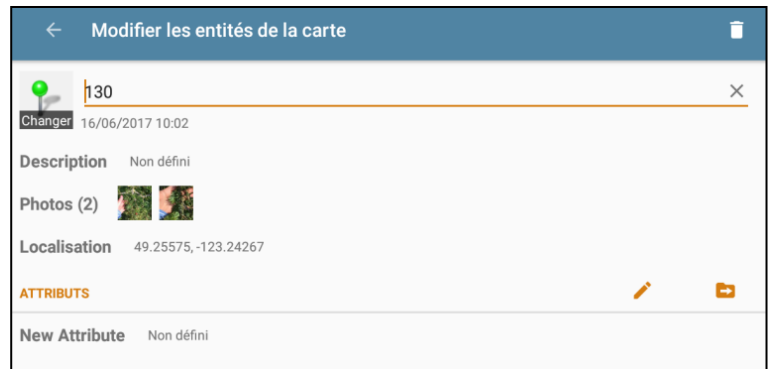 Modifier les entités de la carte
130
Changer 16/06/2017 10:02
Description Non défini
Photos (2)
Localisation 49.25575, -123.24267
ATTRIBUTS
New Attribute Non défini